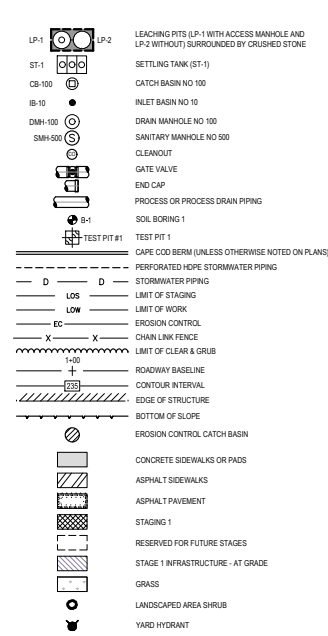 LP-1 LP-2 LEACHING PITS (LP-1 WITH ACCESS MANHOLE AND
LP-2 WITHOUT) SURROUNDED BY CRUSHED STONE
ST-1 SETTLING TANK (ST-1)
CB-100 CATCH BASIN NO 100
IB-10 INLET BASIN NO 10
DMH-100 DRAIN MANHOLE NO 100
SMH-500 S SANITARY MANHOLE NO 500
CO CLEANOUT
GATE VALVE
END CAP
PROCESS OR PROCESS DRAIN PIPING
B-1 SOIL BORING 1
TEST PIT #1 TEST PIT 1
CAPE COD BERM (UNLESS OTHERWISE NOTED ON PLANS)
PERFORATED HDPE STORMWATER PIPING
D D STORMWATER PIPING
LOS LIMIT OF STAGING
LOW LIMIT OF WORK
EC EROSION CONTROL
X X CHAIN LINK FENCE
LIMIT OF CLEAR & GRUB
1+00 ROADWAY BASELINE
235 CONTOUR INTERVAL
EDGE OF STRUCTURE
BOTTOM OF SLOPE
EROSION CONTROL CATCH BASIN
CONCRETE SIDEWALKS OR PADS
ASPHALT SIDEWALKS
ASPHALT PAVEMENT
STAGING 1
RESERVED FOR FUTURE STAGES
STAGE 1 INFRASTRUCTURE - AT GRADE
GRASS
LANDSCAPED AREA SHRUB
YARD HYDRANT